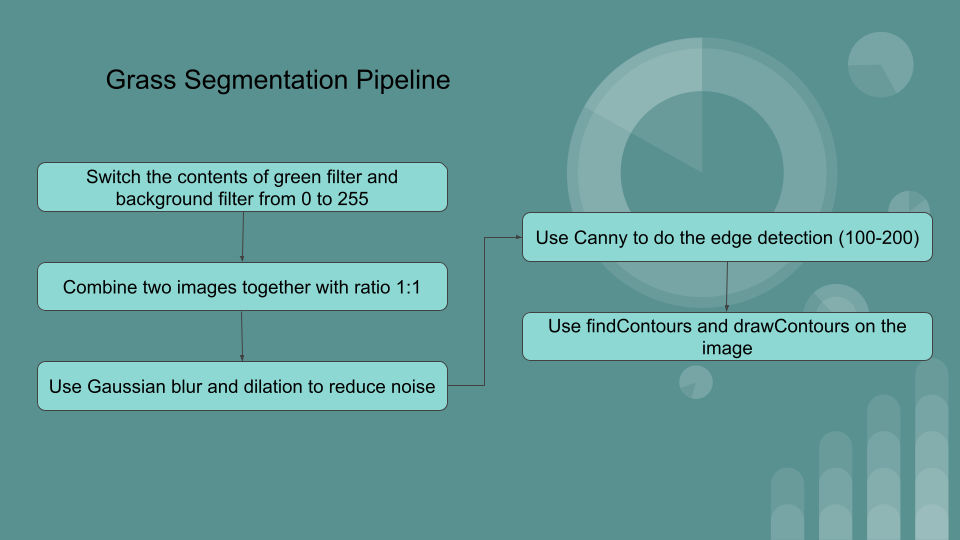 Grass Segmentation Pipeline
Switch the contents of green filter and
background filter from 0 to 255
Combine two images together with ratio 1:1
Use Gaussian blur and dilation to reduce noise
Use Canny to do the edge detection (100-200)
Use findContours and drawContours on the
image